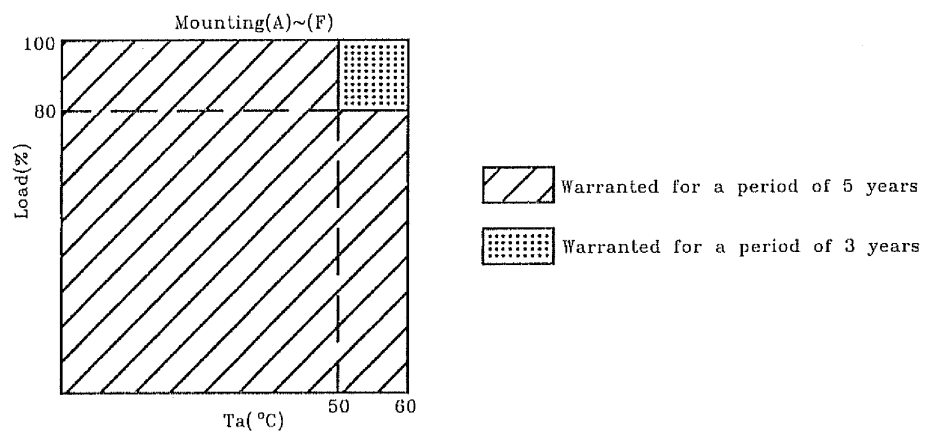 Mounting(A)~(F)
100
80
Load(%)
50
60
Ta(°C)
Warranted for a period of 5 years
Warranted for a period of 3 years